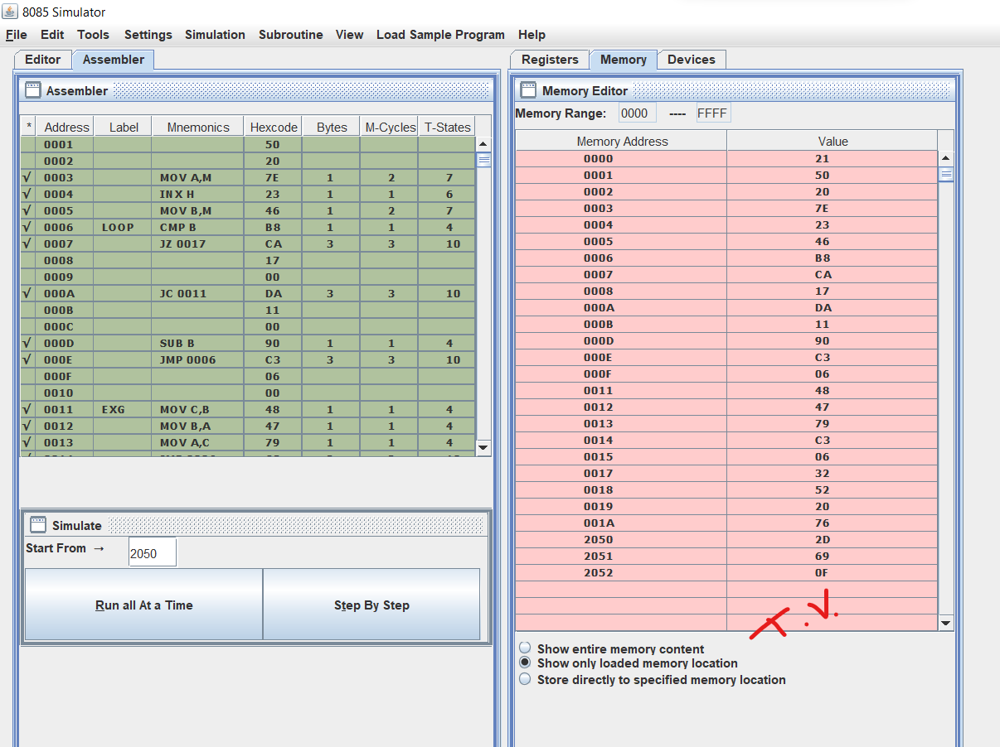 8085 Simulator
File Edit Tools Settings Simulation Subroutine View Load Sample Program Help
Editor Assembler
Assembler
* Address Label Mnemonics Hexcode Bytes M-Cycles T-States
0001 50
0002 20
√ 0003 MOV A,M 7E 1 2 7
√ 0004 INX H 23 1 1 6
√ 0005 MOV B,M 46 1 2 7
√ 0006 LOOP CMP B B8 1 1 4
√ 0007 JZ 0017 CA 3 3 10
0008 17
0009 00
√ 000A JC 0011 DA 3 3 10
000B 11
000C 00
√ 000D SUB B 90 1 1 4
√ 000E JMP 0006 C3 3 3 10
000F 06
0010 00
√ 0011 EXG MOV C,B 48 1 1 4
√ 0012 MOV B,A 47 1 1 4
√ 0013 MOV A,C 79 1 1 4
Simulate
Start From → 2050
Run all At a Time Step By Step
Registers Memory Devices
Memory Editor
Memory Range: 0000 ---- FFFF
Memory Address Value
0000 21
0001 50
0002 20
0003 7E
0004 23
0005 46
0006 B8
0007 CA
0008 17
000A DA
000B 11
000D 90
000E C3
000F 06
0011 48
0012 47
0013 79
0014 C3
0015 06
0017 32
0018 52
0019 20
001A 76
2050 2D
2051 69
2052 0F
Show entire memory content
Show only loaded memory location
Store directly to specified memory location